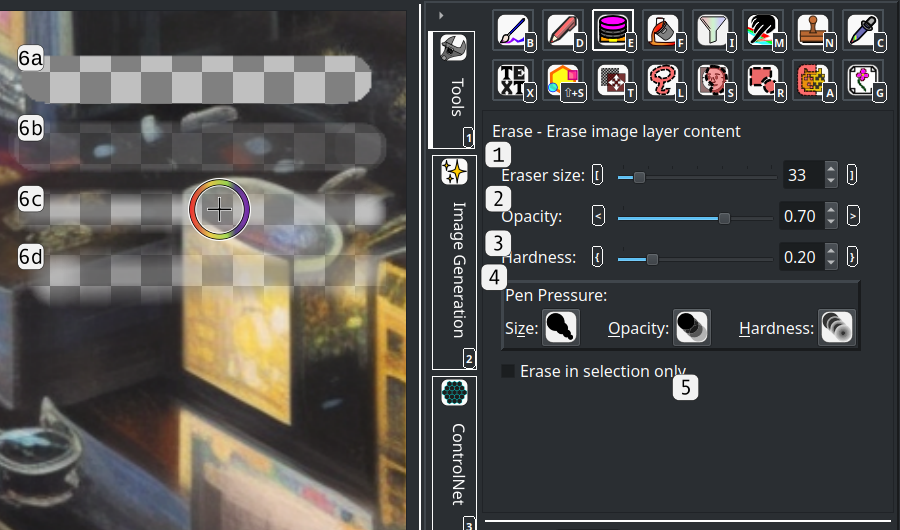 6a
6b
6c
6d
Tools
1
Image Generation
2
ControlNet
3
B
D
E
F
I
M
N
C
TEXT
X
⇧+S
T
L
S
R
A
G
Erase - Erase image layer content
1
Eraser size: [ 33 ]
2
Opacity: < 0.70 >
3
Hardness: { 0.20 }
4
Pen Pressure:
Size: Opacity: Hardness:
Erase in selection only
5